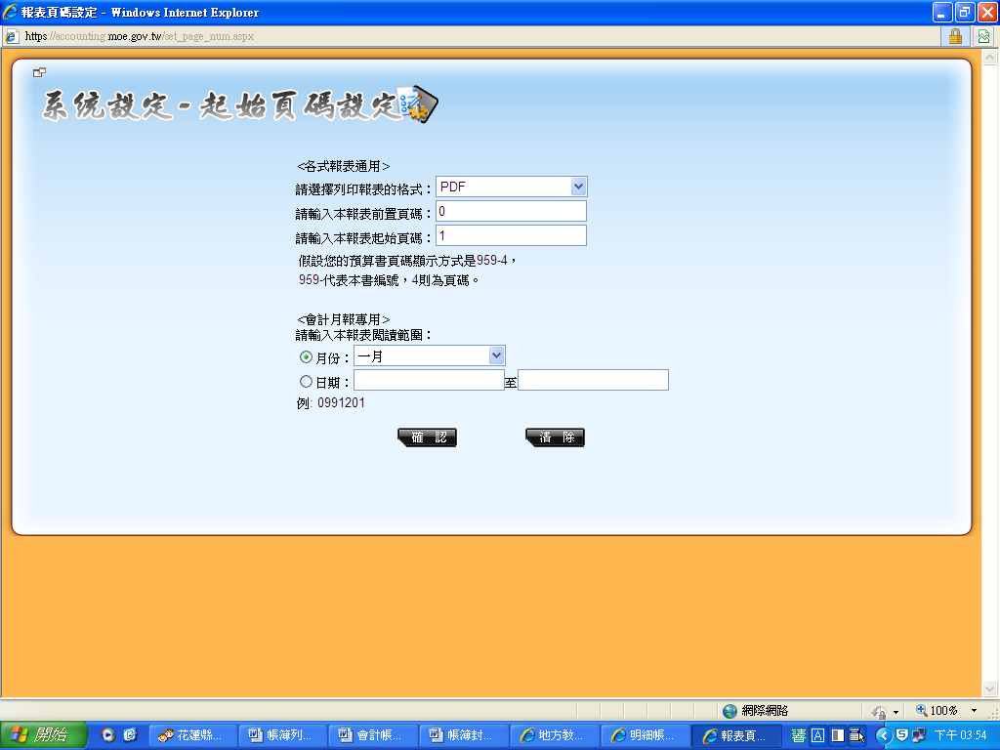 報表頁碼設定 - Windows Internet Explorer
https://accounting.moe.gov.tw/set_page_num.aspx
系統設定-起始頁碼設定
<各式報表通用>
請選擇列印報表的格式： PDF
請輸入本報表前置頁碼： 0
請輸入本報表起始頁碼： 1
假設您的預算書頁碼顯示方式是959-4，
959-代表本書編號，4則為頁碼。
<會計月報專用>
請輸入本報表閱讀範圍：
月份： 一月
日期： 至
例: 0991201
確 認 清 除
網際網路 100%
開始 花蓮縣... 帳簿列... 會計帳... 帳簿封... 地方教... 明細帳... 報表頁... A 下午 03:54